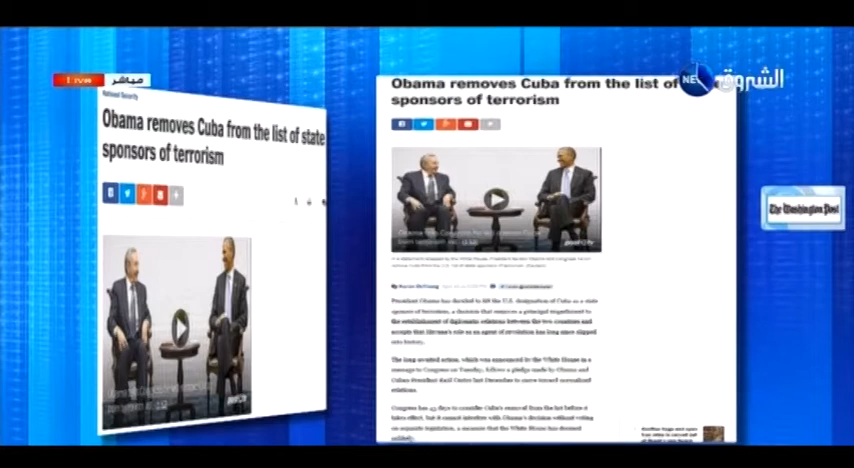 Live مباشر
NEWS الشروق
National Security
Obama removes Cuba from the list of state
sponsors of terrorism
Obama removes Cuba from the list of
sponsors of terrorism
The Washington Post
President Obama has decided to lift the U.S. designation of Cuba as a state
sponsor of terrorism, a decision that removes a principal impediment to
the establishment of diplomatic relations between the two countries and
accepts that Havana's role as an agent of revolution has long since slipped
into history.
The long awaited action, which was announced by the White House in a
message to Congress on Tuesday, follows a pledge made by Obama and
Cuban President Raúl Castro last December to move toward normalized
relations.
Congress has 45 days to consider Cuba's removal from the list before it
takes effect, but it cannot interfere with Obama's decision without voting
on separate legislation, a measure that the White House has deemed
unlikely.